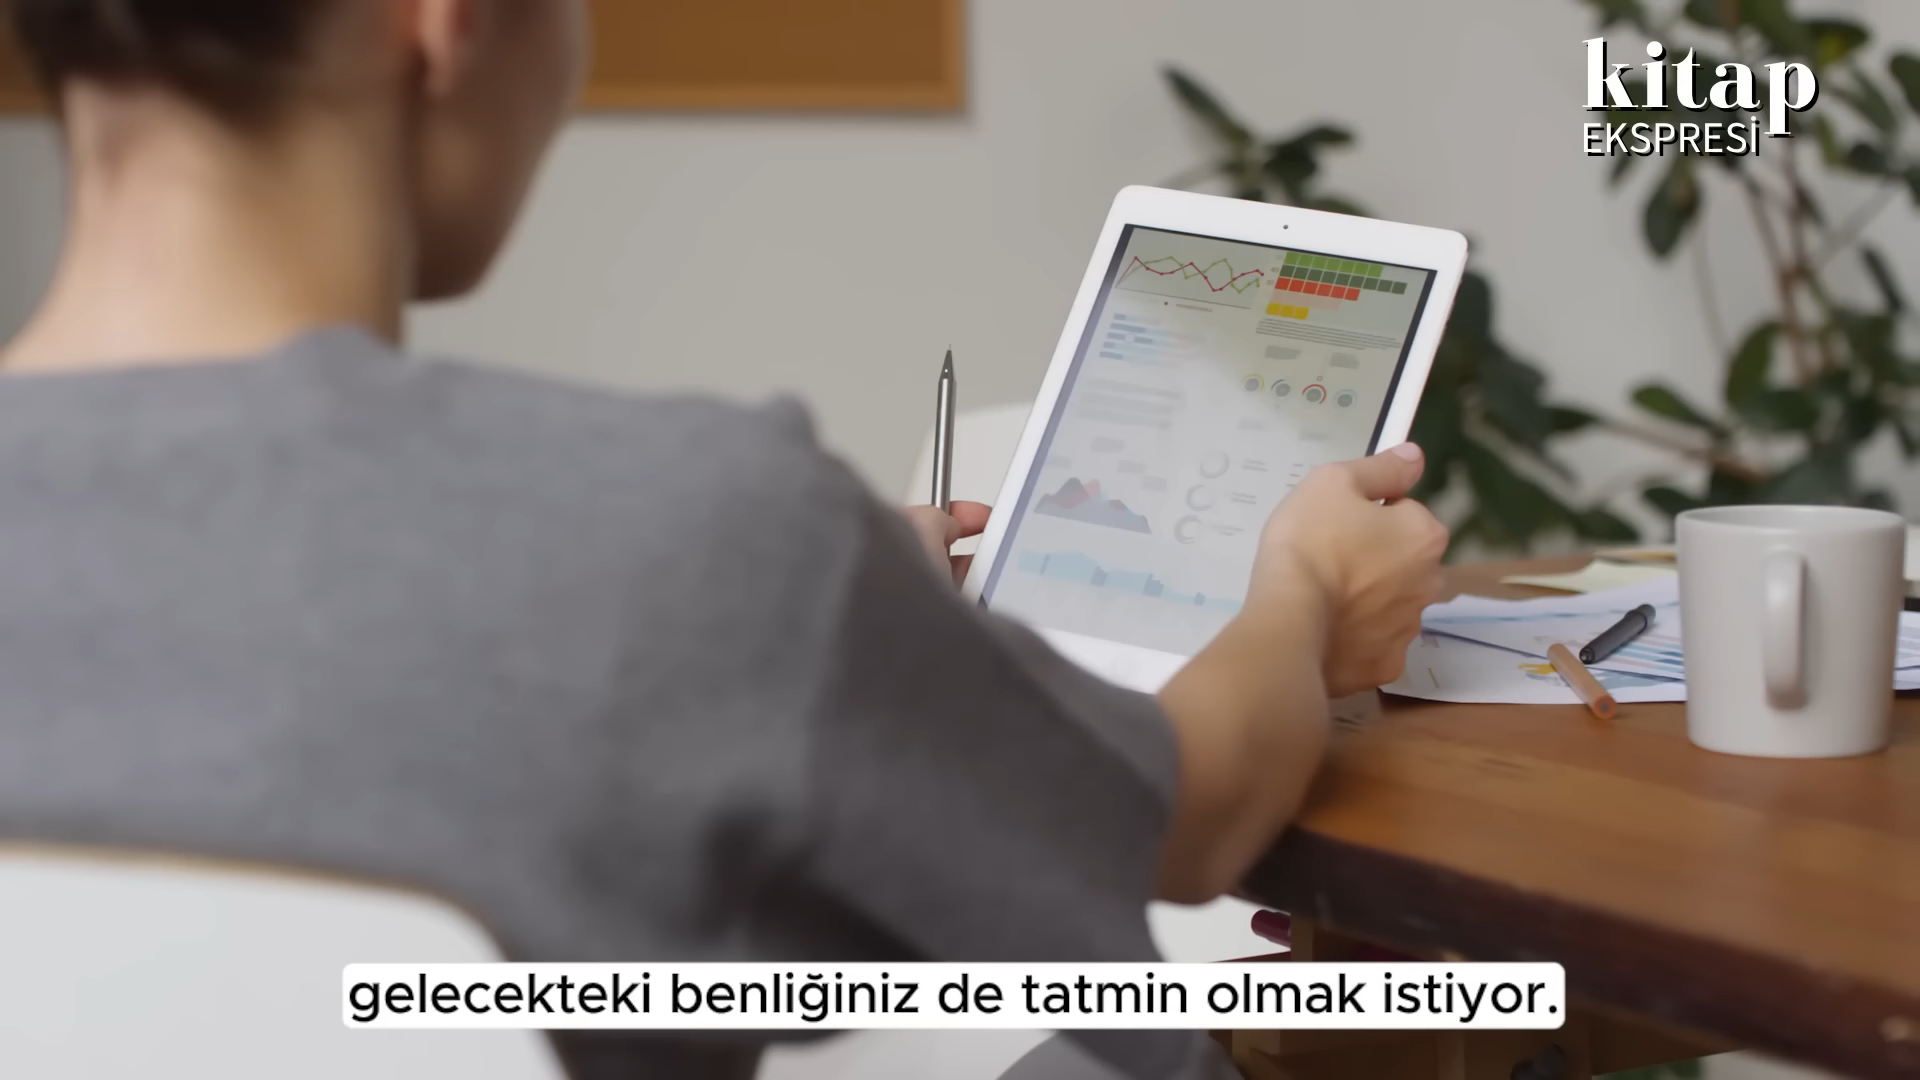 kitap
EKSPRESİ
gelecekteki benliğiniz de tatmin olmak istiyor.